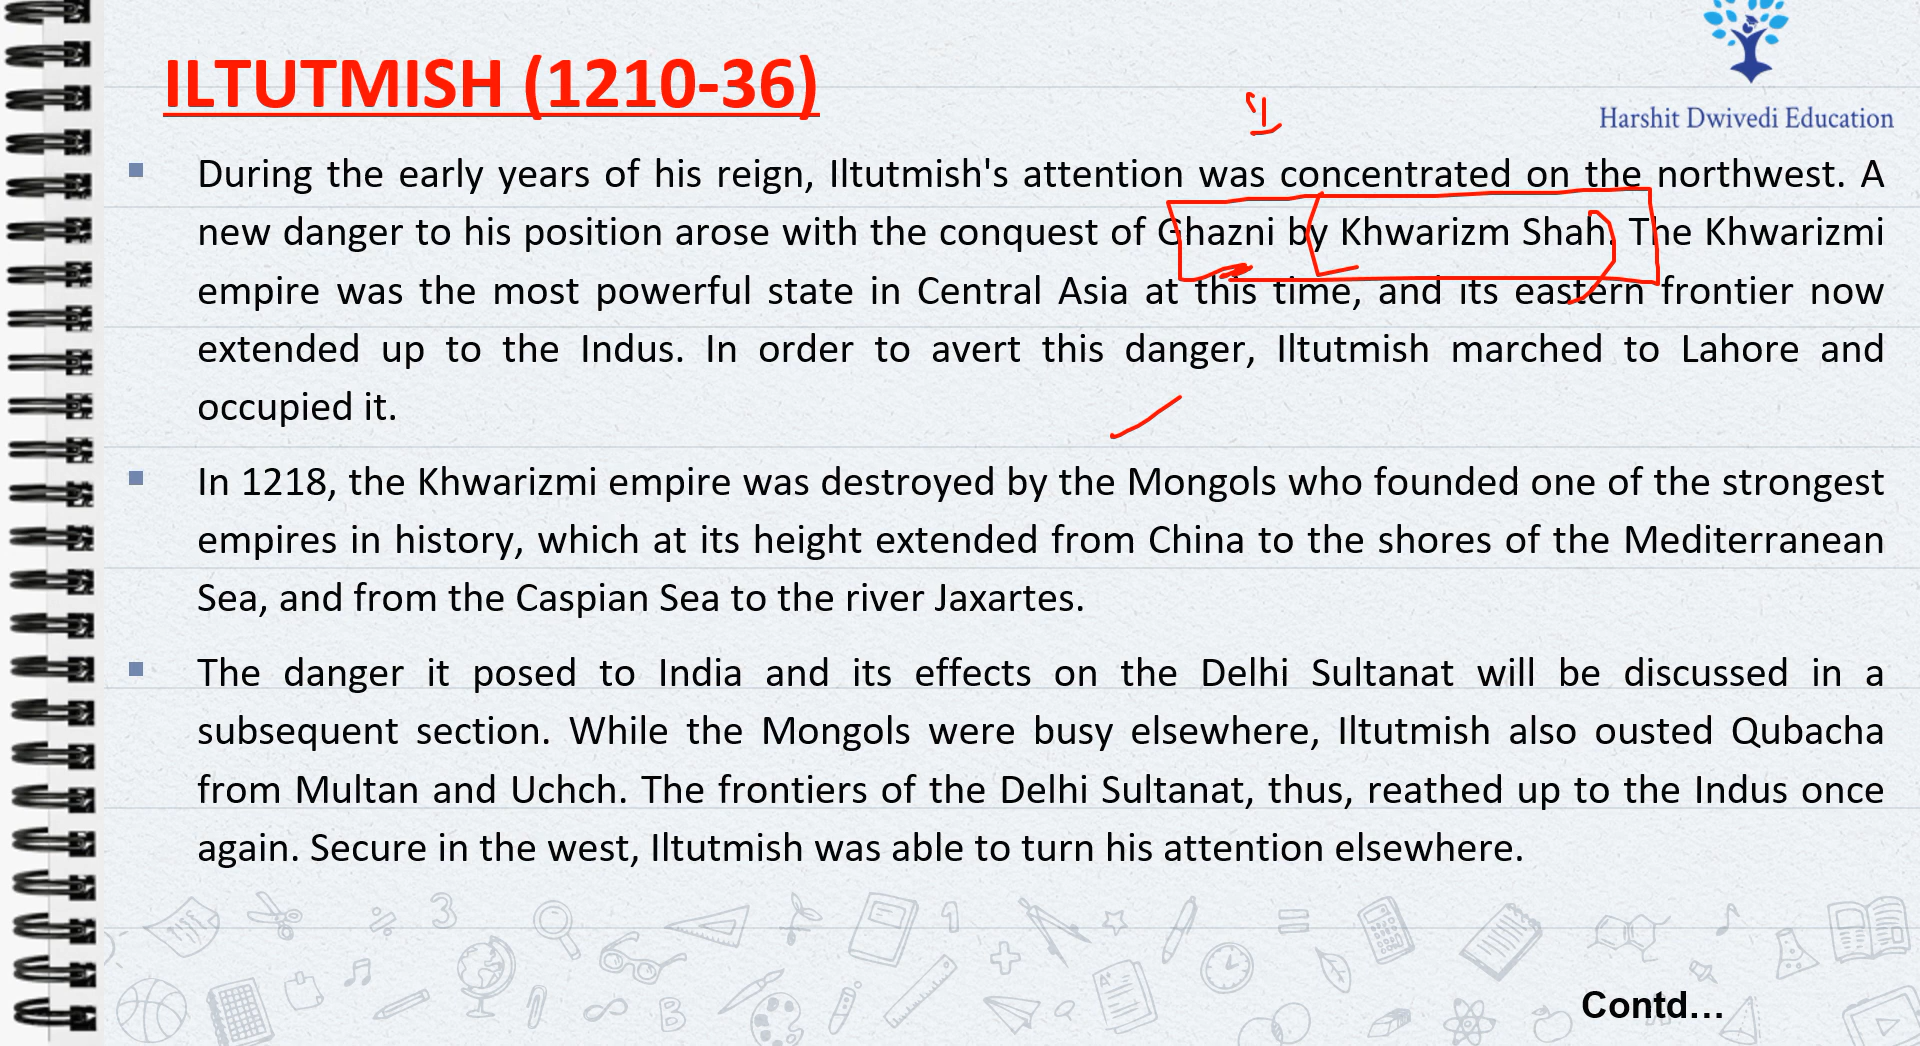 ILTUTMISH (1210-36)
Harshit Dwivedi Education
During the early years of his reign, Iltutmish's attention was concentrated on the northwest. A
new danger to his position arose with the conquest of Ghazni by Khwarizm Shah. The Khwarizmi
empire was the most powerful state in Central Asia at this time, and its eastern frontier now
extended up to the Indus. In order to avert this danger, Iltutmish marched to Lahore and
occupied it.
In 1218, the Khwarizmi empire was destroyed by the Mongols who founded one of the strongest
empires in history, which at its height extended from China to the shores of the Mediterranean
Sea, and from the Caspian Sea to the river Jaxartes.
The danger it posed to India and its effects on the Delhi Sultanat will be discussed in a
subsequent section. While the Mongols were busy elsewhere, Iltutmish also ousted Qubacha
from Multan and Uchch. The frontiers of the Delhi Sultanat, thus, reathed up to the Indus once
again. Secure in the west, Iltutmish was able to turn his attention elsewhere.
Contd...